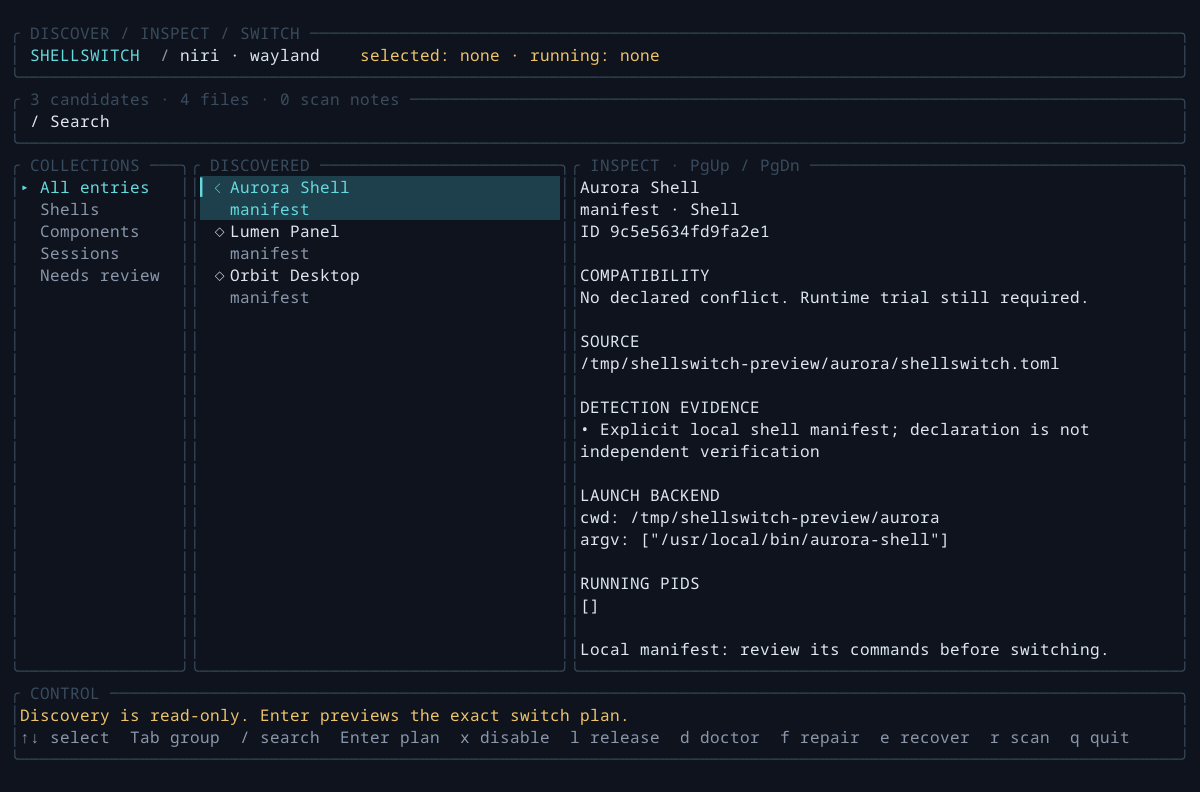 DISCOVER / INSPECT / SWITCH
SHELLSWITCH / niri · wayland selected: none · running: none
3 candidates · 4 files · 0 scan notes
/ Search
COLLECTIONS
▸ All entries
Shells
Components
Sessions
Needs review
DISCOVERED
Aurora Shell
manifest
◇ Lumen Panel
manifest
◇ Orbit Desktop
manifest
INSPECT · PgUp / PgDn
Aurora Shell
manifest · Shell
ID 9c5e5634fd9fa2e1
COMPATIBILITY
No declared conflict. Runtime trial still required.
SOURCE
/tmp/shellswitch-preview/aurora/shellswitch.toml
DETECTION EVIDENCE
• Explicit local shell manifest; declaration is not
independent verification
LAUNCH BACKEND
cwd: /tmp/shellswitch-preview/aurora
argv: ["/usr/local/bin/aurora-shell"]
RUNNING PIDS
[]
Local manifest: review its commands before switching.
CONTROL
Discovery is read-only. Enter previews the exact switch plan.
↑↓ select Tab group / search Enter plan x disable l release d doctor f repair e recover r scan q quit